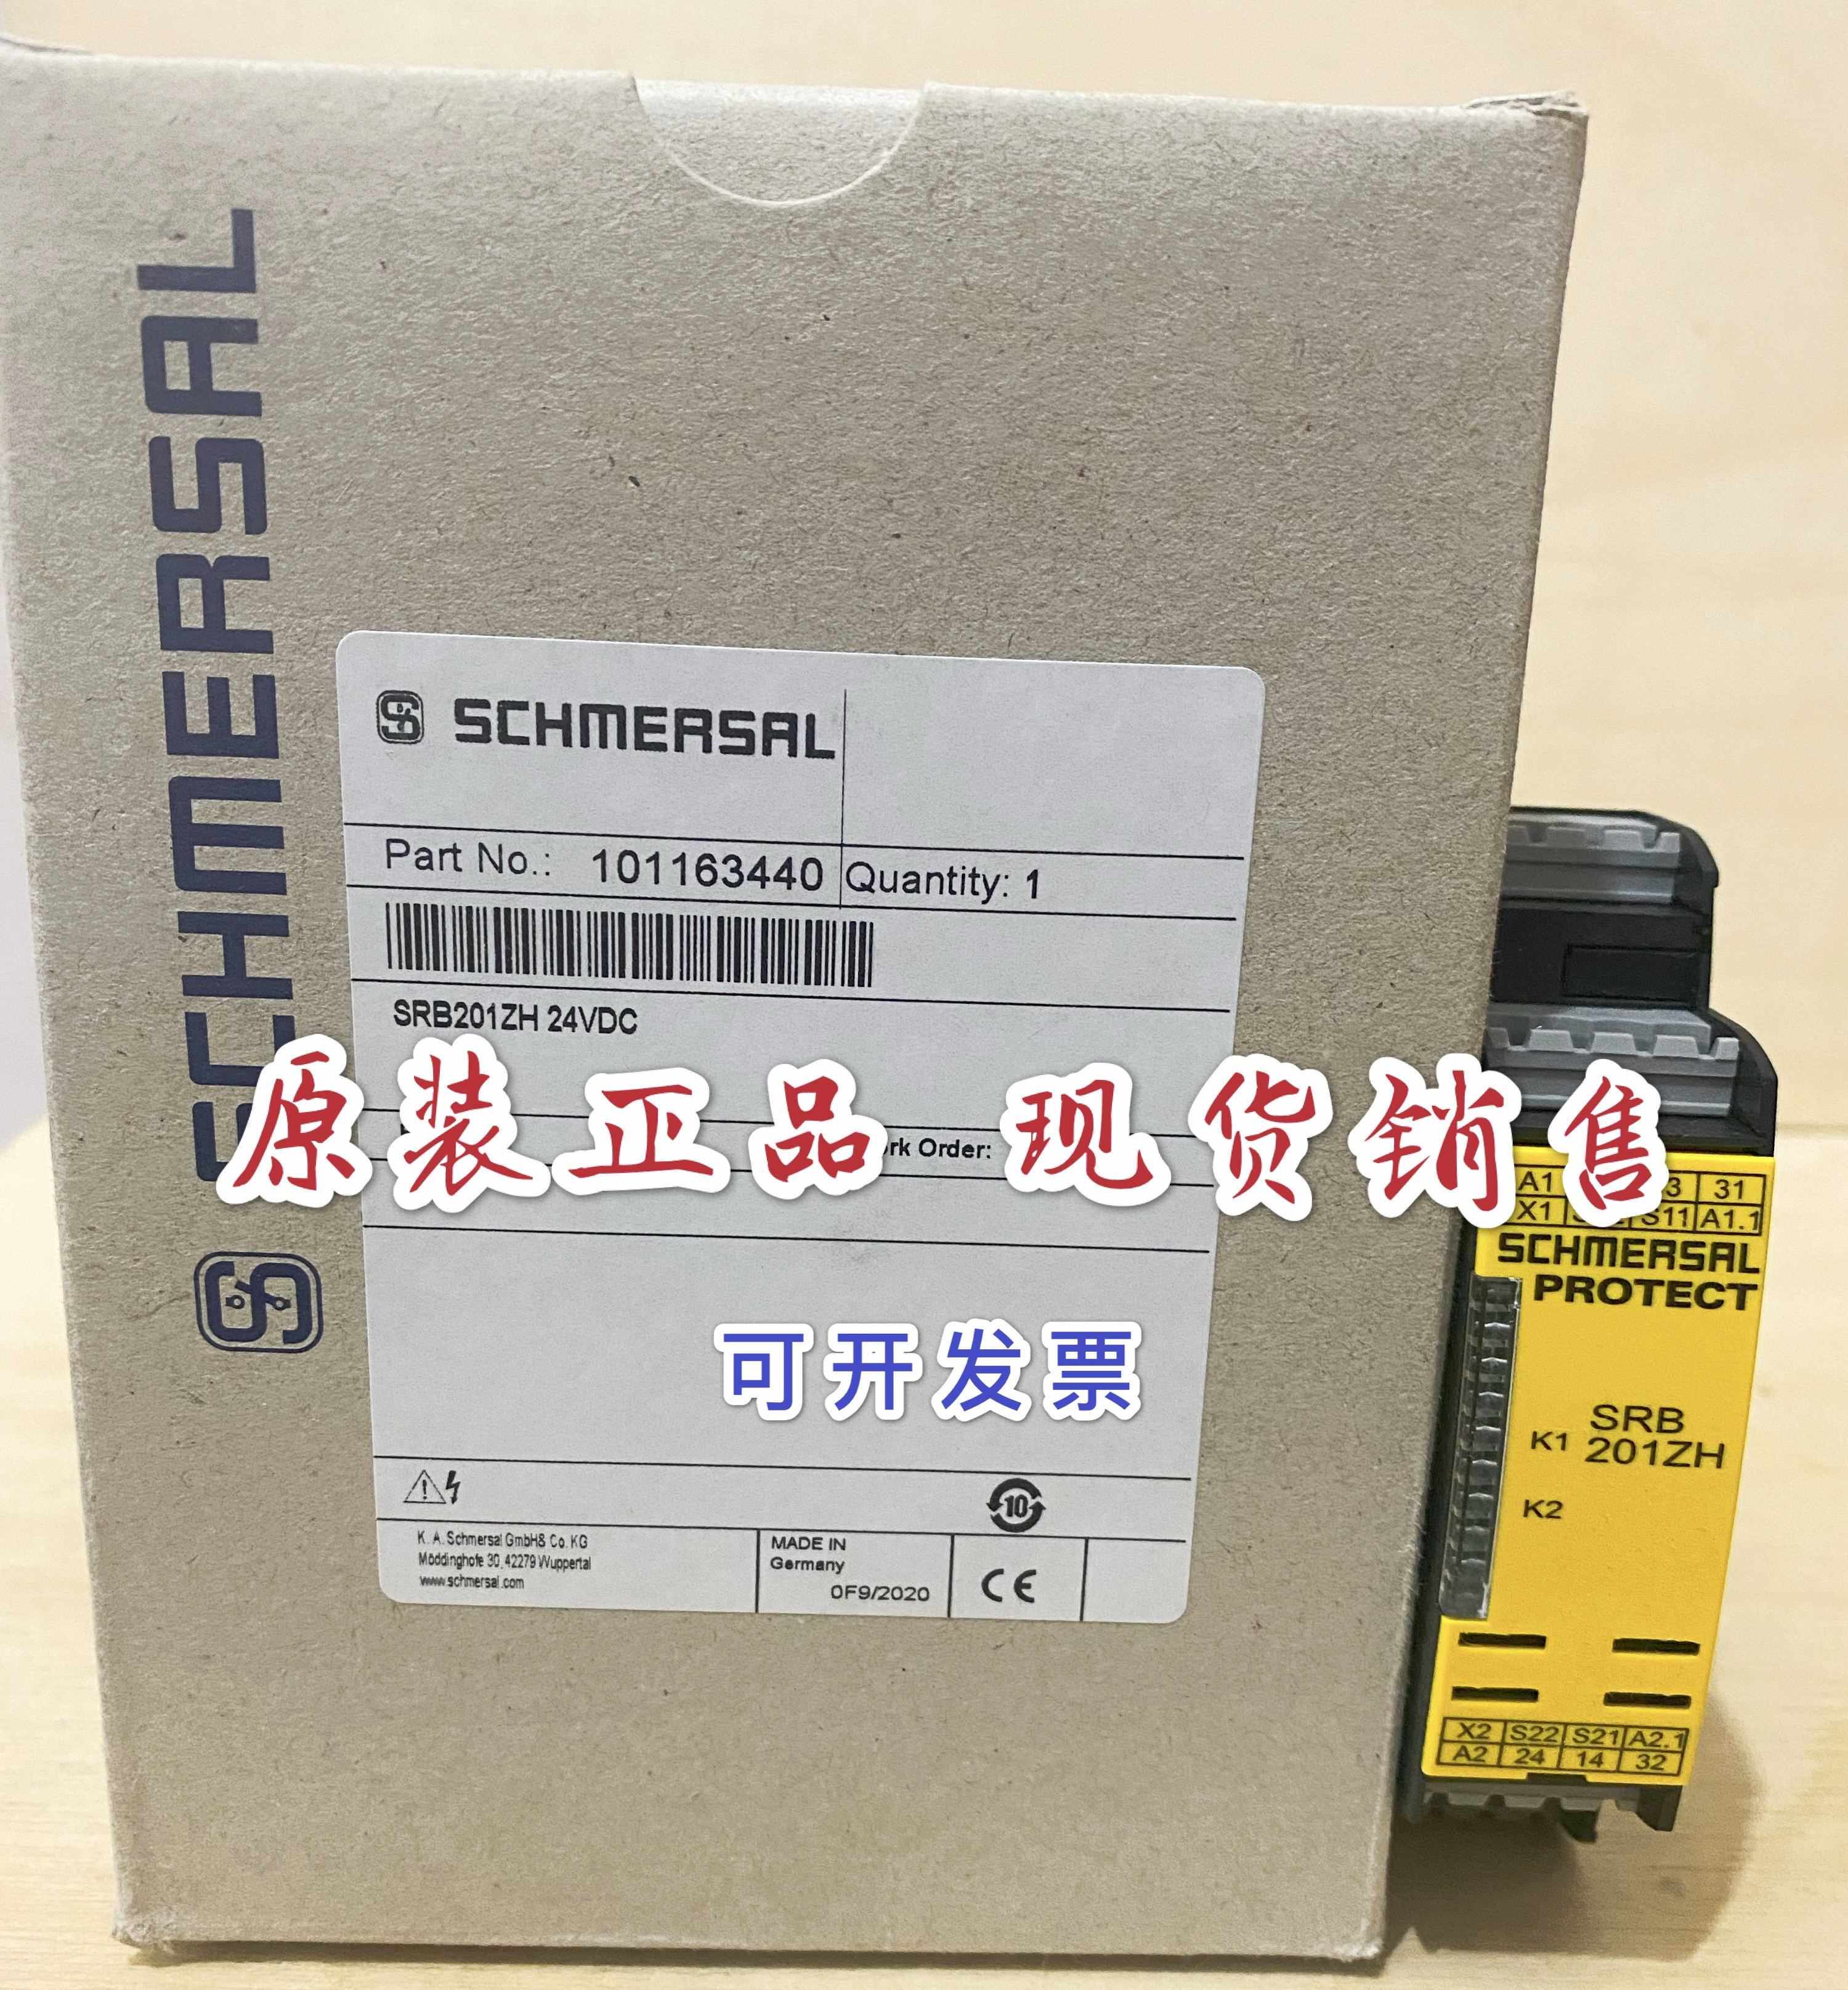 SCHMERSAL
SCHMERSAL
Part No.: 101163440 Quantity: 1
SRB201ZH 24VDC
rk Order:
原装正品 现货销售
可开发票
10
K. A. Schmersal GmbH& Co. KG
Möddinghofe 30, 42279 Wuppertal
www.schmersal.com
MADE IN
Germany
0F9/2020
CE
A1 3 31
X1 S11 A1.1
SCHMERSAL
PROTECT
SRB
K1 201ZH
K2
X2 S22 S21 A2.1
A2 24 14 32